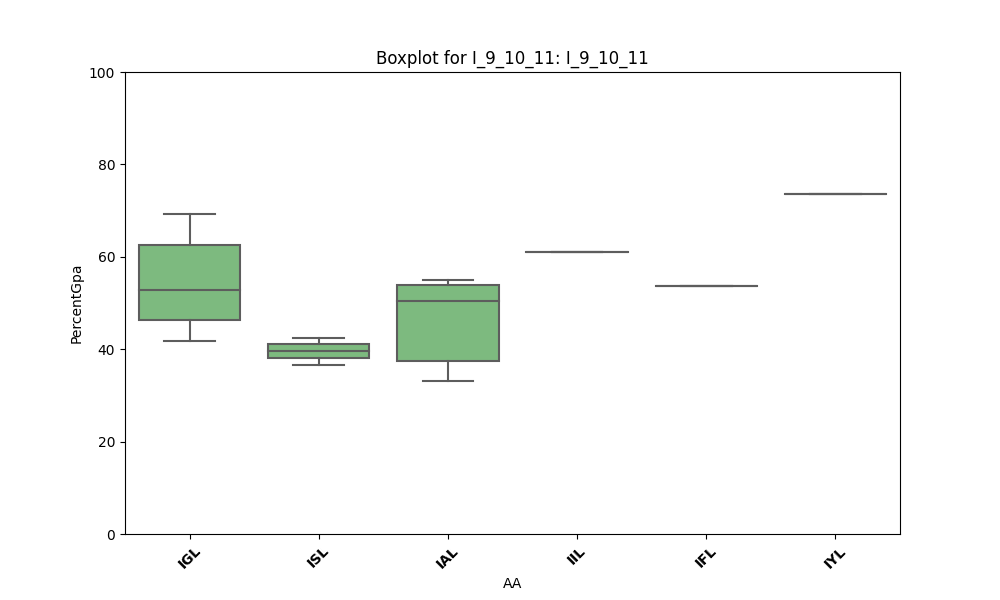 Boxplot for I_9_10_11: I_9_10_11
PercentGpa
100
80
60
40
20
0
IGL
ISL
IAL
IIL
IFL
IYL
AA